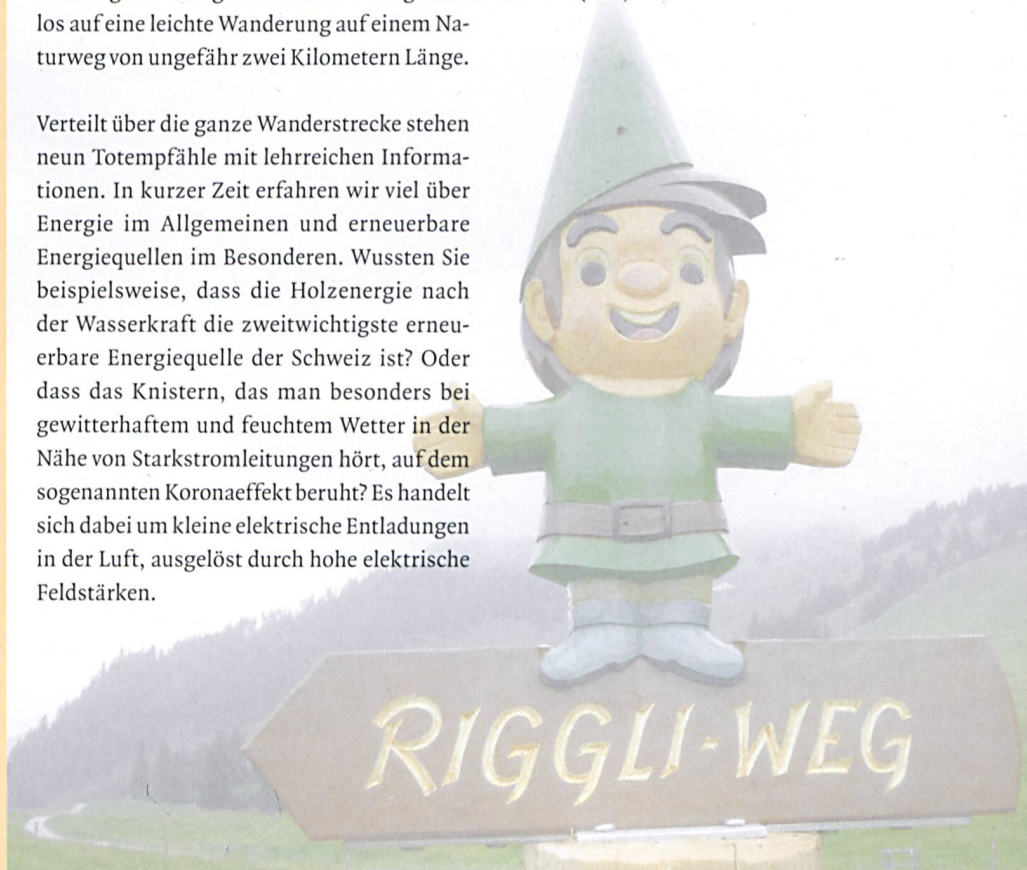 los auf eine leichte Wanderung auf einem Na-
turweg von ungefähr zwei Kilometern Länge.
Verteilt über die ganze Wanderstrecke stehen
neun Totempfähle mit lehrreichen Informa-
tionen. In kurzer Zeit erfahren wir viel über
Energie im Allgemeinen und erneuerbare
Energiequellen im Besonderen. Wussten Sie
beispielsweise, dass die Holzenergie nach
der Wasserkraft die zweitwichtigste erneu-
erbare Energiequelle der Schweiz ist? Oder
dass das Knistern, das man besonders bei
gewitterhaftem und feuchtem Wetter in der
Nähe von Starkstromleitungen hört, auf dem
sogenannten Koronaeffekt beruht? Es handelt
sich dabei um kleine elektrische Entladungen
in der Luft, ausgelöst durch hohe elektrische
Feldstärken.
RIGGLI-WEG